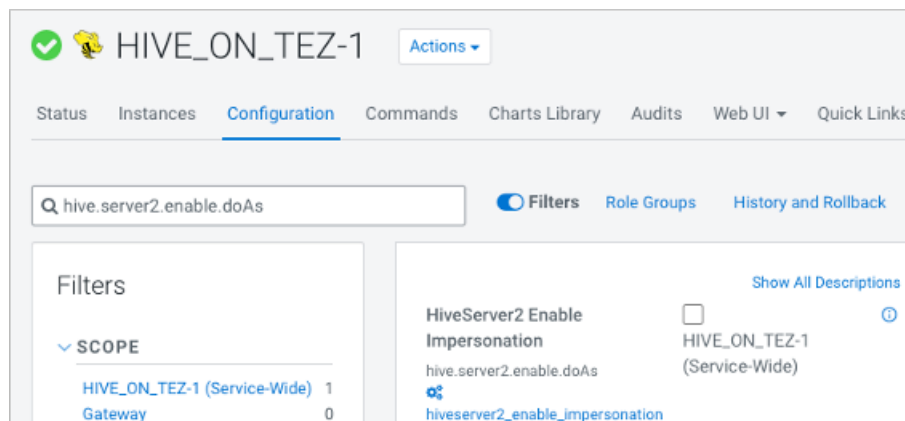 HIVE_ON_TEZ-1 Actions
Status Instances Configuration Commands Charts Library Audits Web UI Quick Links
hive.server2.enable.doAs Filters Role Groups History and Rollback
Filters
SCOPE
HIVE_ON_TEZ-1 (Service-Wide) 1
Gateway 0
Show All Descriptions
HiveServer2 Enable
Impersonation
hive.server2.enable.doAs
hiveserver2_enable_impersonation
HIVE_ON_TEZ-1
(Service-Wide)